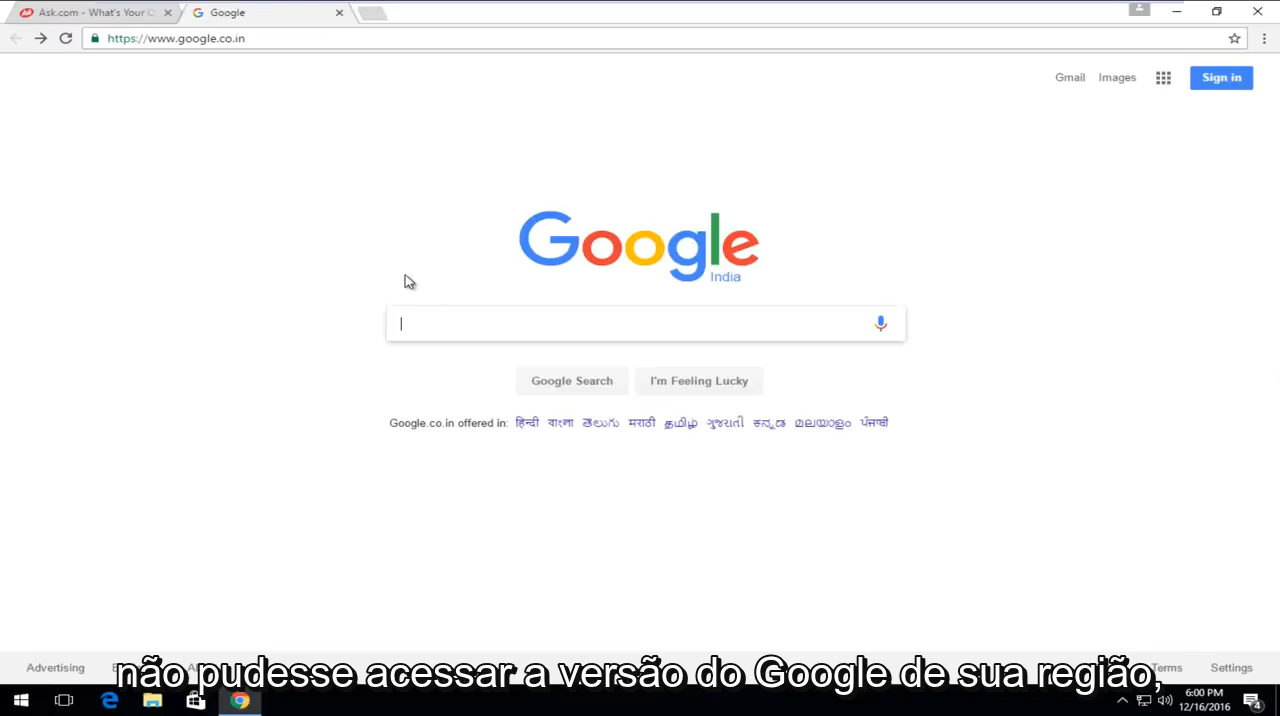 Ask.com - What's Your
Google
https://www.google.co.in
Gmail Images Sign in
Google
India
Google Search I'm Feeling Lucky
Google.co.in offered in: हिन्दी বাংলা తెలుగు मराठी தமிழ் ગુજરાતી ಕನ್ನಡ മലയാളം ਪੰਜਾਬੀ
Advertising Terms Settings
não pudesse acessar a versão do Google de sua região,
6:00 PM
12/16/2016
4